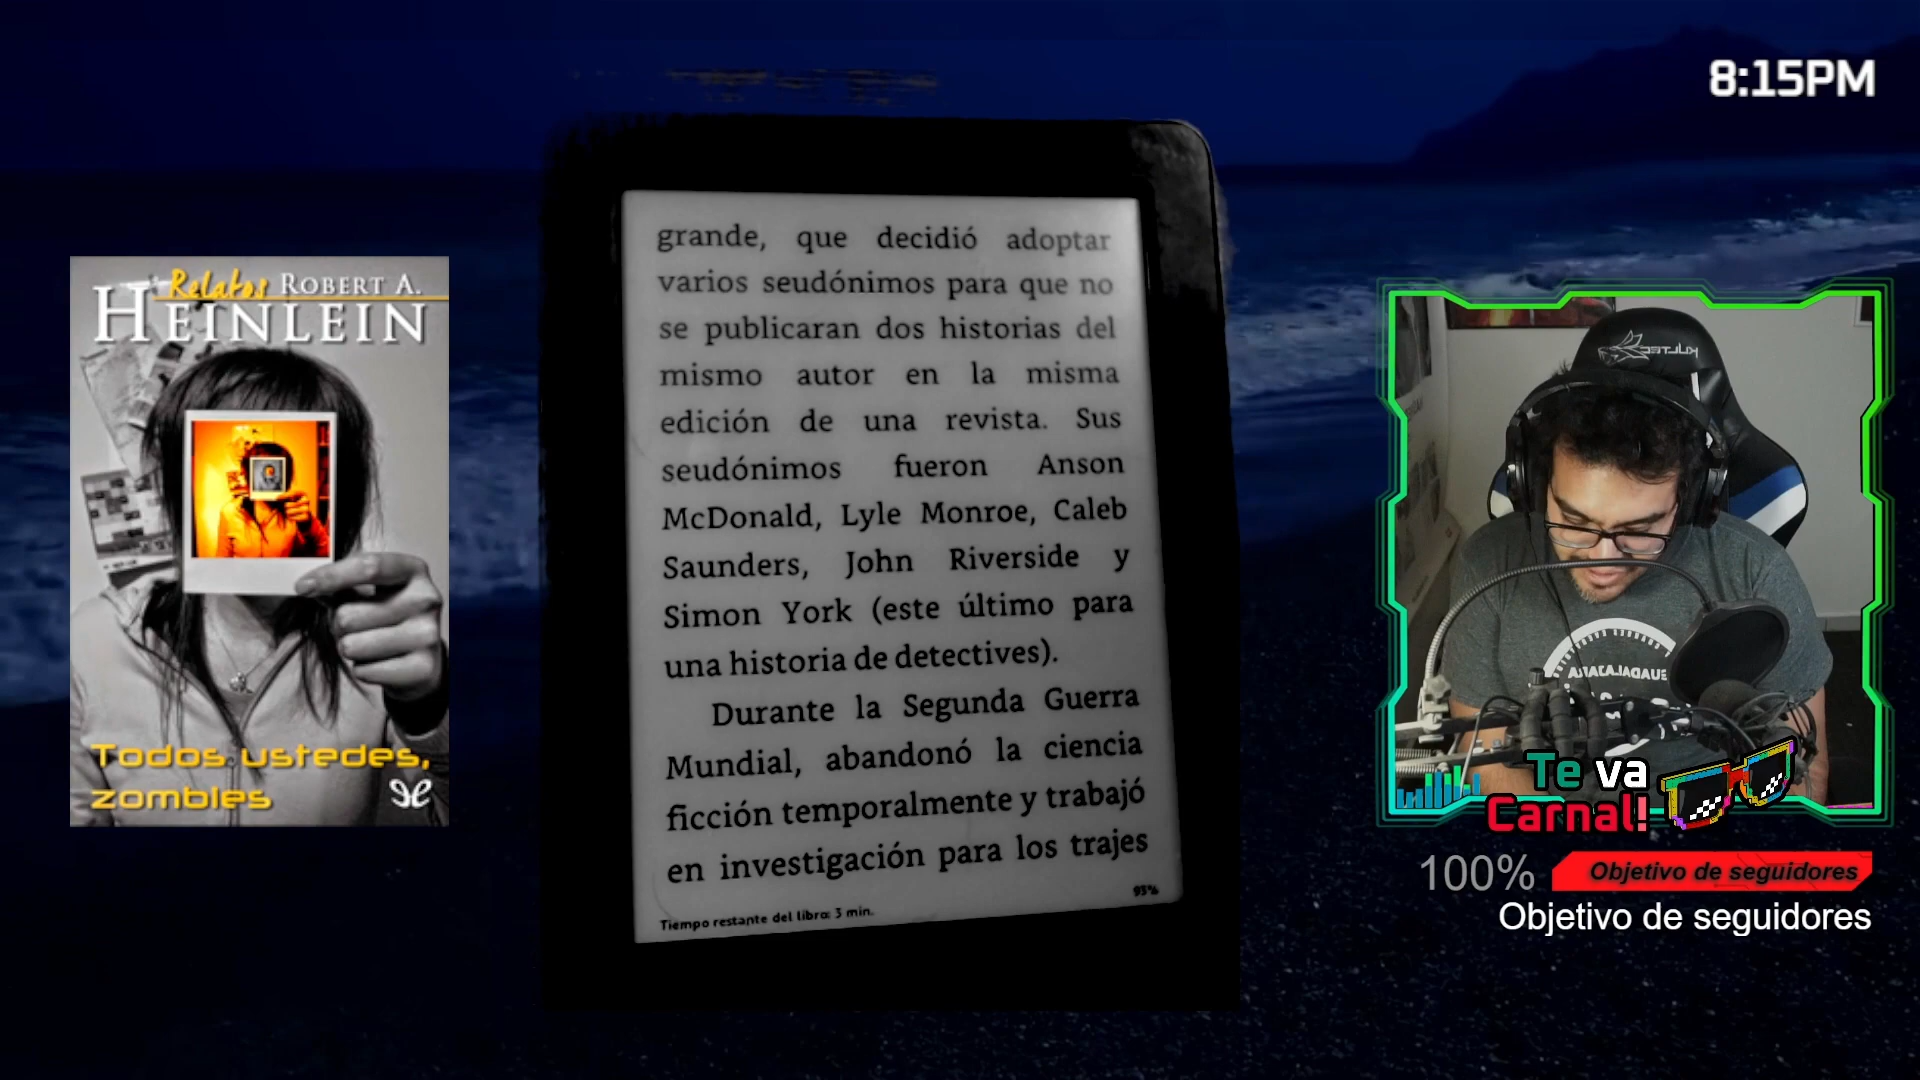 8:15PM
Relatos ROBERT A.
HEINLEIN
Todos ustedes,
zombies
grande, que decidió adoptar
varios seudónimos para que no
se publicaran dos historias del
mismo autor en la misma
edición de una revista. Sus
seudónimos fueron Anson
McDonald, Lyle Monroe, Caleb
Saunders, John Riverside y
Simon York (este último para
una historia de detectives).
Durante la Segunda Guerra
Mundial, abandonó la ciencia
ficción temporalmente y trabajó
en investigación para los trajes
93%
Tiempo restante del libro: 3 min.
Te va
Carnal!
100% Objetivo de seguidores
Objetivo de seguidores